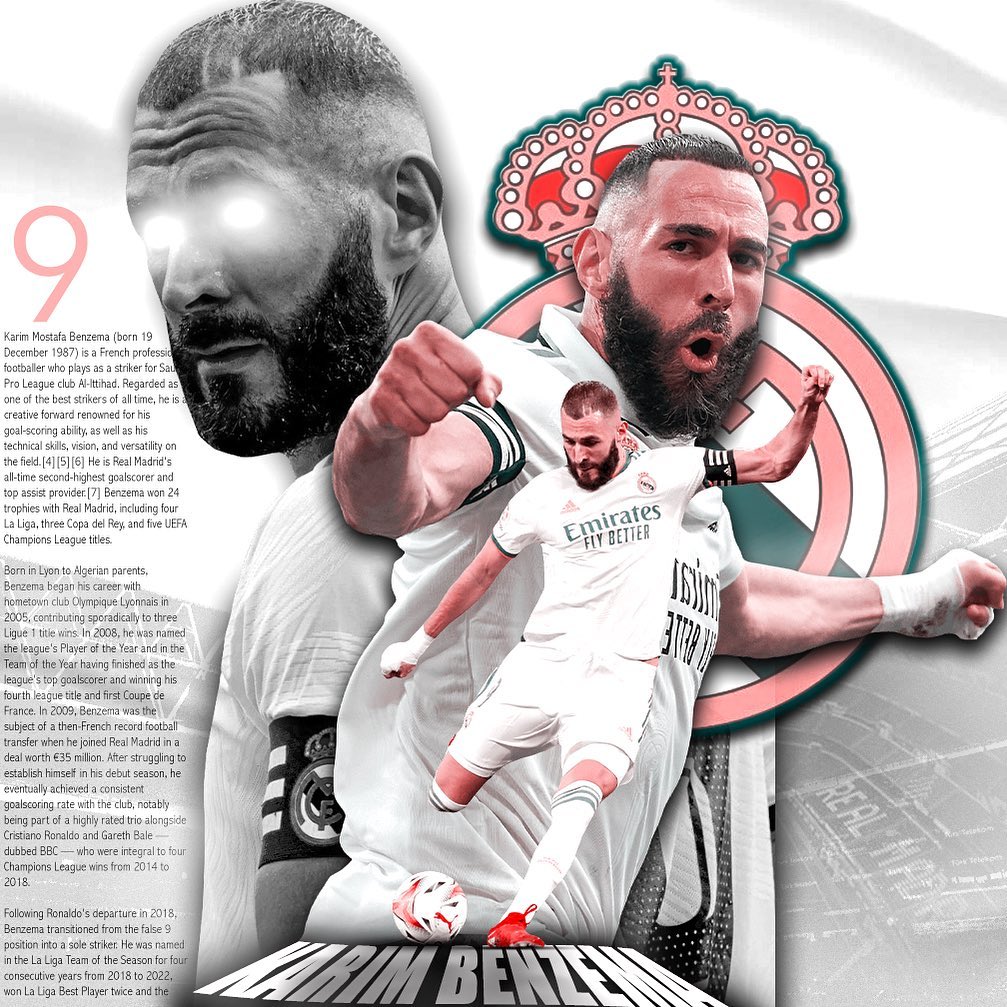 9
Karim Mostafa Benzema (born 19
December 1987) is a French professio
footballer who plays as a striker for Sau
Pro League club Al-Ittihad. Regarded as
one of the best strikers of all time, he is a
creative forward renowned for his
goal-scoring ability, as well as his
technical skills, vision, and versatility on
the field.[4][5][6] He is Real Madrid's
all-time second-highest goalscorer and
top assist provider.[7] Benzema won 24
trophies with Real Madrid, including four
La Liga, three Copa del Rey, and five UEFA
Champions League titles.
Born in Lyon to Algerian parents,
Benzema began his career with
hometown club Olympique Lyonnais in
2005, contributing sporadically to three
Ligue 1 title wins. In 2008, he was named
the league's Player of the Year and in the
Team of the Year having finished as the
league's top goalscorer and winning his
fourth league title and first Coupe de
France. In 2009, Benzema was the
subject of a then-French record football
transfer when he joined Real Madrid in a
deal worth €35 million. After struggling to
establish himself in his debut season, he
eventually achieved a consistent
goalscoring rate with the club, notably
being part of a highly rated trio alongside
Cristiano Ronaldo and Gareth Bale —
dubbed BBC — who were integral to four
Champions League wins from 2014 to
2018.
Following Ronaldo's departure in 2018,
Benzema transitioned from the false 9
position into a sole striker. He was named
in the La Liga Team of the Season for four
consecutive years from 2018 to 2022,
won La Liga Best Player twice and the
Emirates
FLY BETTER
REAL
KARIM BENZEMA